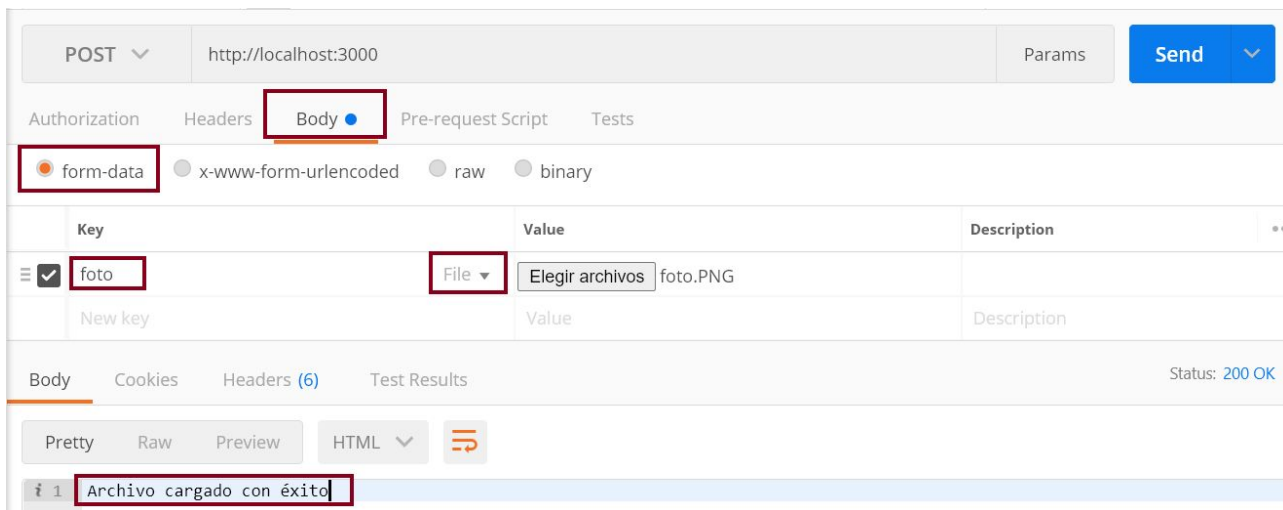 POST http://localhost:3000 Params Send
Authorization Headers Body Pre-request Script Tests
form-data x-www-form-urlencoded raw binary
Key Value Description
foto File Elegir archivos foto.PNG
New key Value Description
Body Cookies Headers (6) Test Results Status: 200 OK
Pretty Raw Preview HTML
i 1 Archivo cargado con éxito